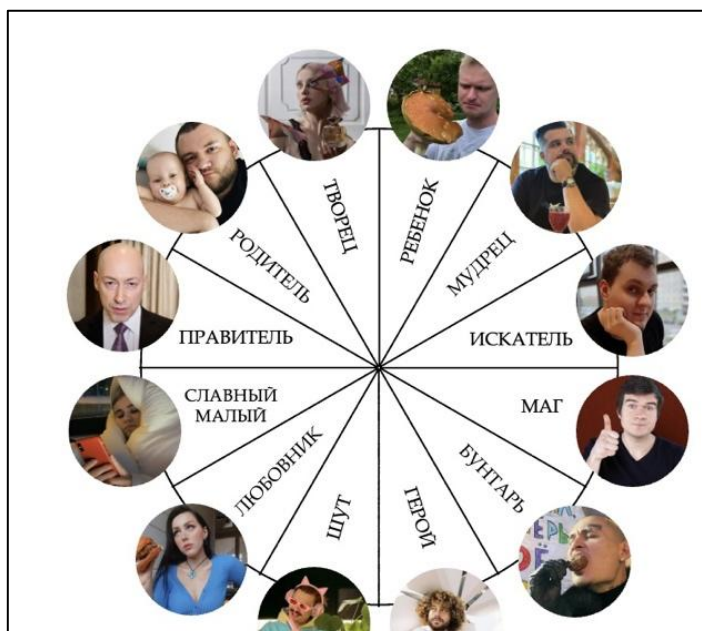 ТВОРЕЦ
РЕБЕНОК
РОДИТЕЛЬ
МУДРЕЦ
ПРАВИТЕЛЬ
ИСКАТЕЛЬ
СЛАВНЫЙ
МАЛЫЙ
МАГ
ЛЮБОВНИК
БУНТАРЬ
ШУТ
ГЕРОЙ